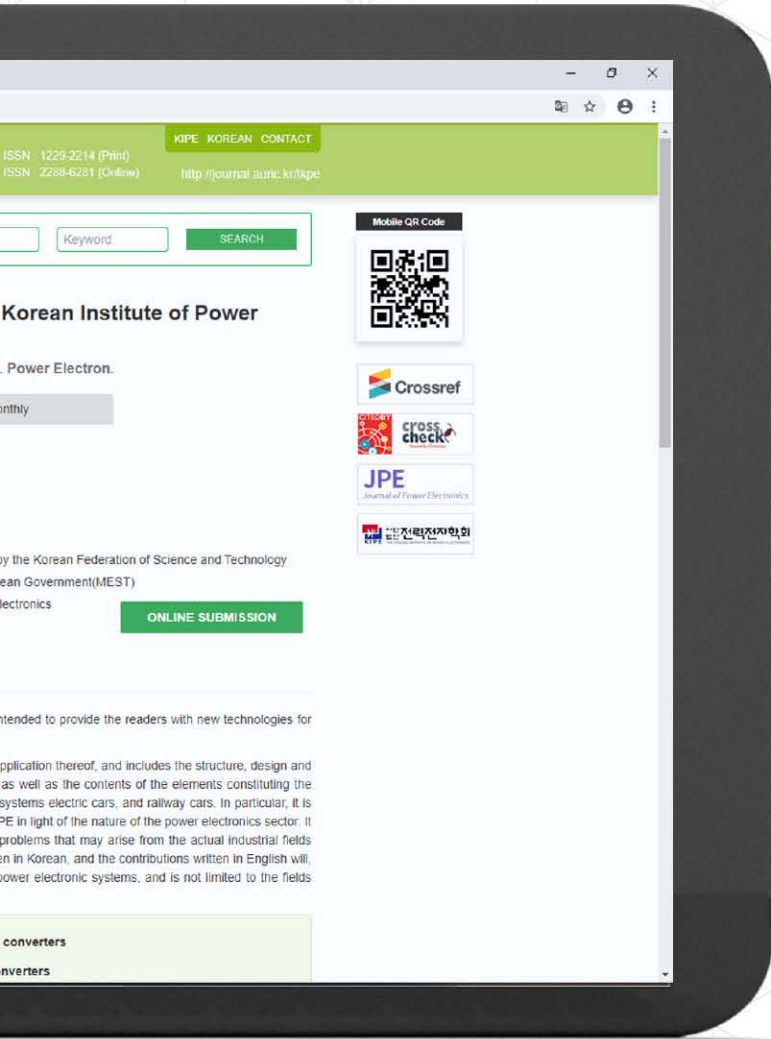 KIPE KOREAN CONTACT
ISSN : 1229-2214 (Print)
ISSN : 2288-6281 (Online)
http://journal.auric.kr/tkpe
Keyword
SEARCH
Mobile QR Code
Korean Institute of Power
. Power Electron.
onthly
Crossref
CITED BY
cross
check
JPE
Journal of Power Electronics
KIPE
전력전자학회
by the Korean Federation of Science and Technology
ean Government(MEST)
lectronics
ONLINE SUBMISSION
ntended to provide the readers with new technologies for
pplication thereof, and includes the structure, design and
as well as the contents of the elements constituting the
systems electric cars, and railway cars. In particular, it is
PE in light of the nature of the power electronics sector. It
problems that may arise from the actual industrial fields
en in Korean, and the contributions written in English will,
power electronic systems, and is not limited to the fields
converters
nverters